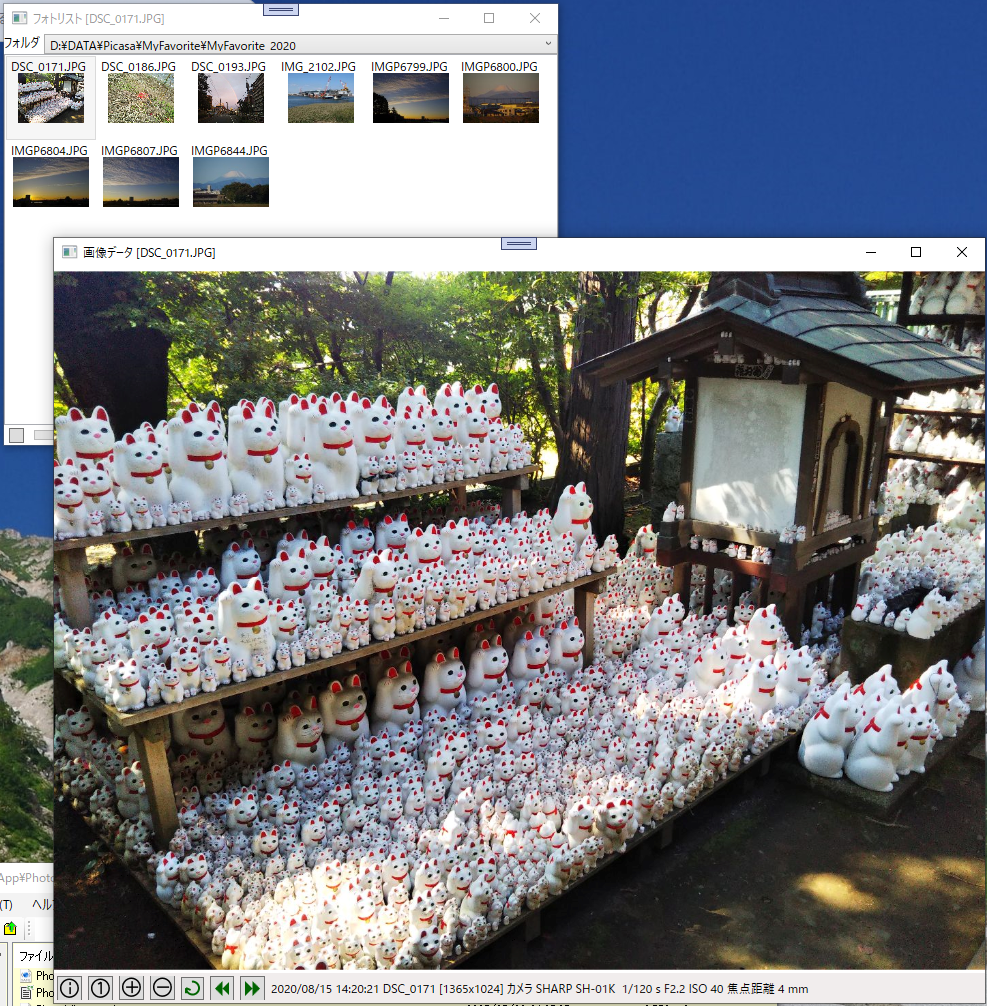 フォトリスト [DSC_0171.JPG]
フォルダ D:¥DATA¥Picasa¥MyFavorite¥MyFavorite_2020
DSC_0171.JPG DSC_0186.JPG DSC_0193.JPG IMG_2102.JPG IMGP6799.JPG IMGP6800.JPG
IMGP6804.JPG IMGP6807.JPG IMGP6844.JPG
画像データ [DSC_0171.JPG]
App¥Photo
(T) ヘル
ファイル
Pho
Pho
2020/08/15 14:20:21 DSC_0171 [1365x1024] カメラ SHARP SH-01K 1/120 s F2.2 ISO 40 焦点距離 4 mm